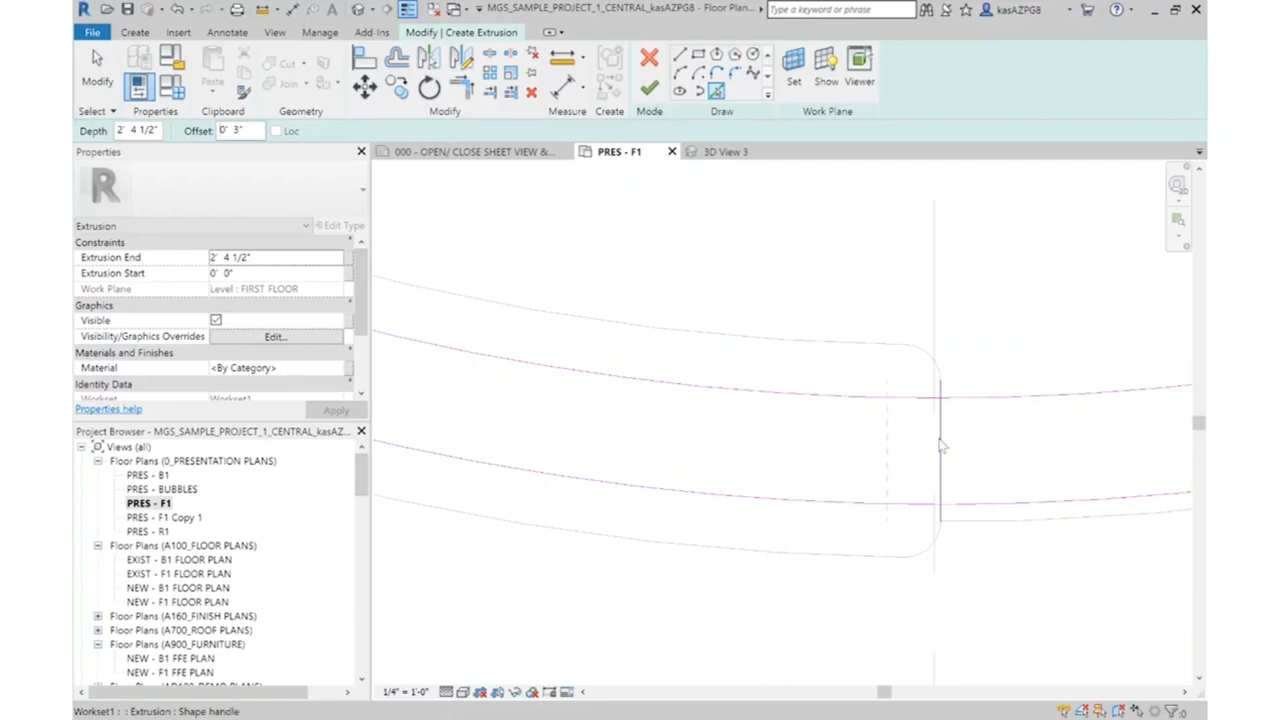 MGS_SAMPLE_PROJECT_1_CENTRAL_kasAZPG8 - Floor Plan...
Type a keyword or phrase
kasAZPG8
File
Create
Insert
Annotate
View
Manage
Add-Ins
Modify | Create Extrusion
Modify
Paste
Cut
Join
Set
Show
Viewer
Select
Properties
Clipboard
Geometry
Modify
Measure
Create
Mode
Draw
Work Plane
Depth 2' 4 1/2"
Offset: 0' 3"
Loc
Properties
000 - OPEN/ CLOSE SHEET VIEW &...
PRES - F1
3D View 3
Extrusion
Edit Type
Constraints
Extrusion End 2' 4 1/2"
Extrusion Start 0' 0"
Work Plane Level : FIRST FLOOR
Graphics
Visible
Visibility/Graphics Overrides Edit...
Materials and Finishes
Material <By Category>
Identity Data
Workset Workset1
Properties help
Apply
Project Browser - MGS_SAMPLE_PROJECT_1_CENTRAL_kasAZ...
Views (all)
Floor Plans (0_PRESENTATION PLANS)
PRES - B1
PRES - BUBBLES
PRES - F1
PRES - F1 Copy 1
PRES - R1
Floor Plans (A100_FLOOR PLANS)
EXIST - B1 FLOOR PLAN
EXIST - F1 FLOOR PLAN
NEW - B1 FLOOR PLAN
NEW - F1 FLOOR PLAN
Floor Plans (A160_FINISH PLANS)
Floor Plans (A700_ROOF PLANS)
Floor Plans (A900_FURNITURE)
NEW - B1 FFE PLAN
NEW - F1 FFE PLAN
1/4" = 1'-0"
Workset1 : : Extrusion : Shape handle
:0